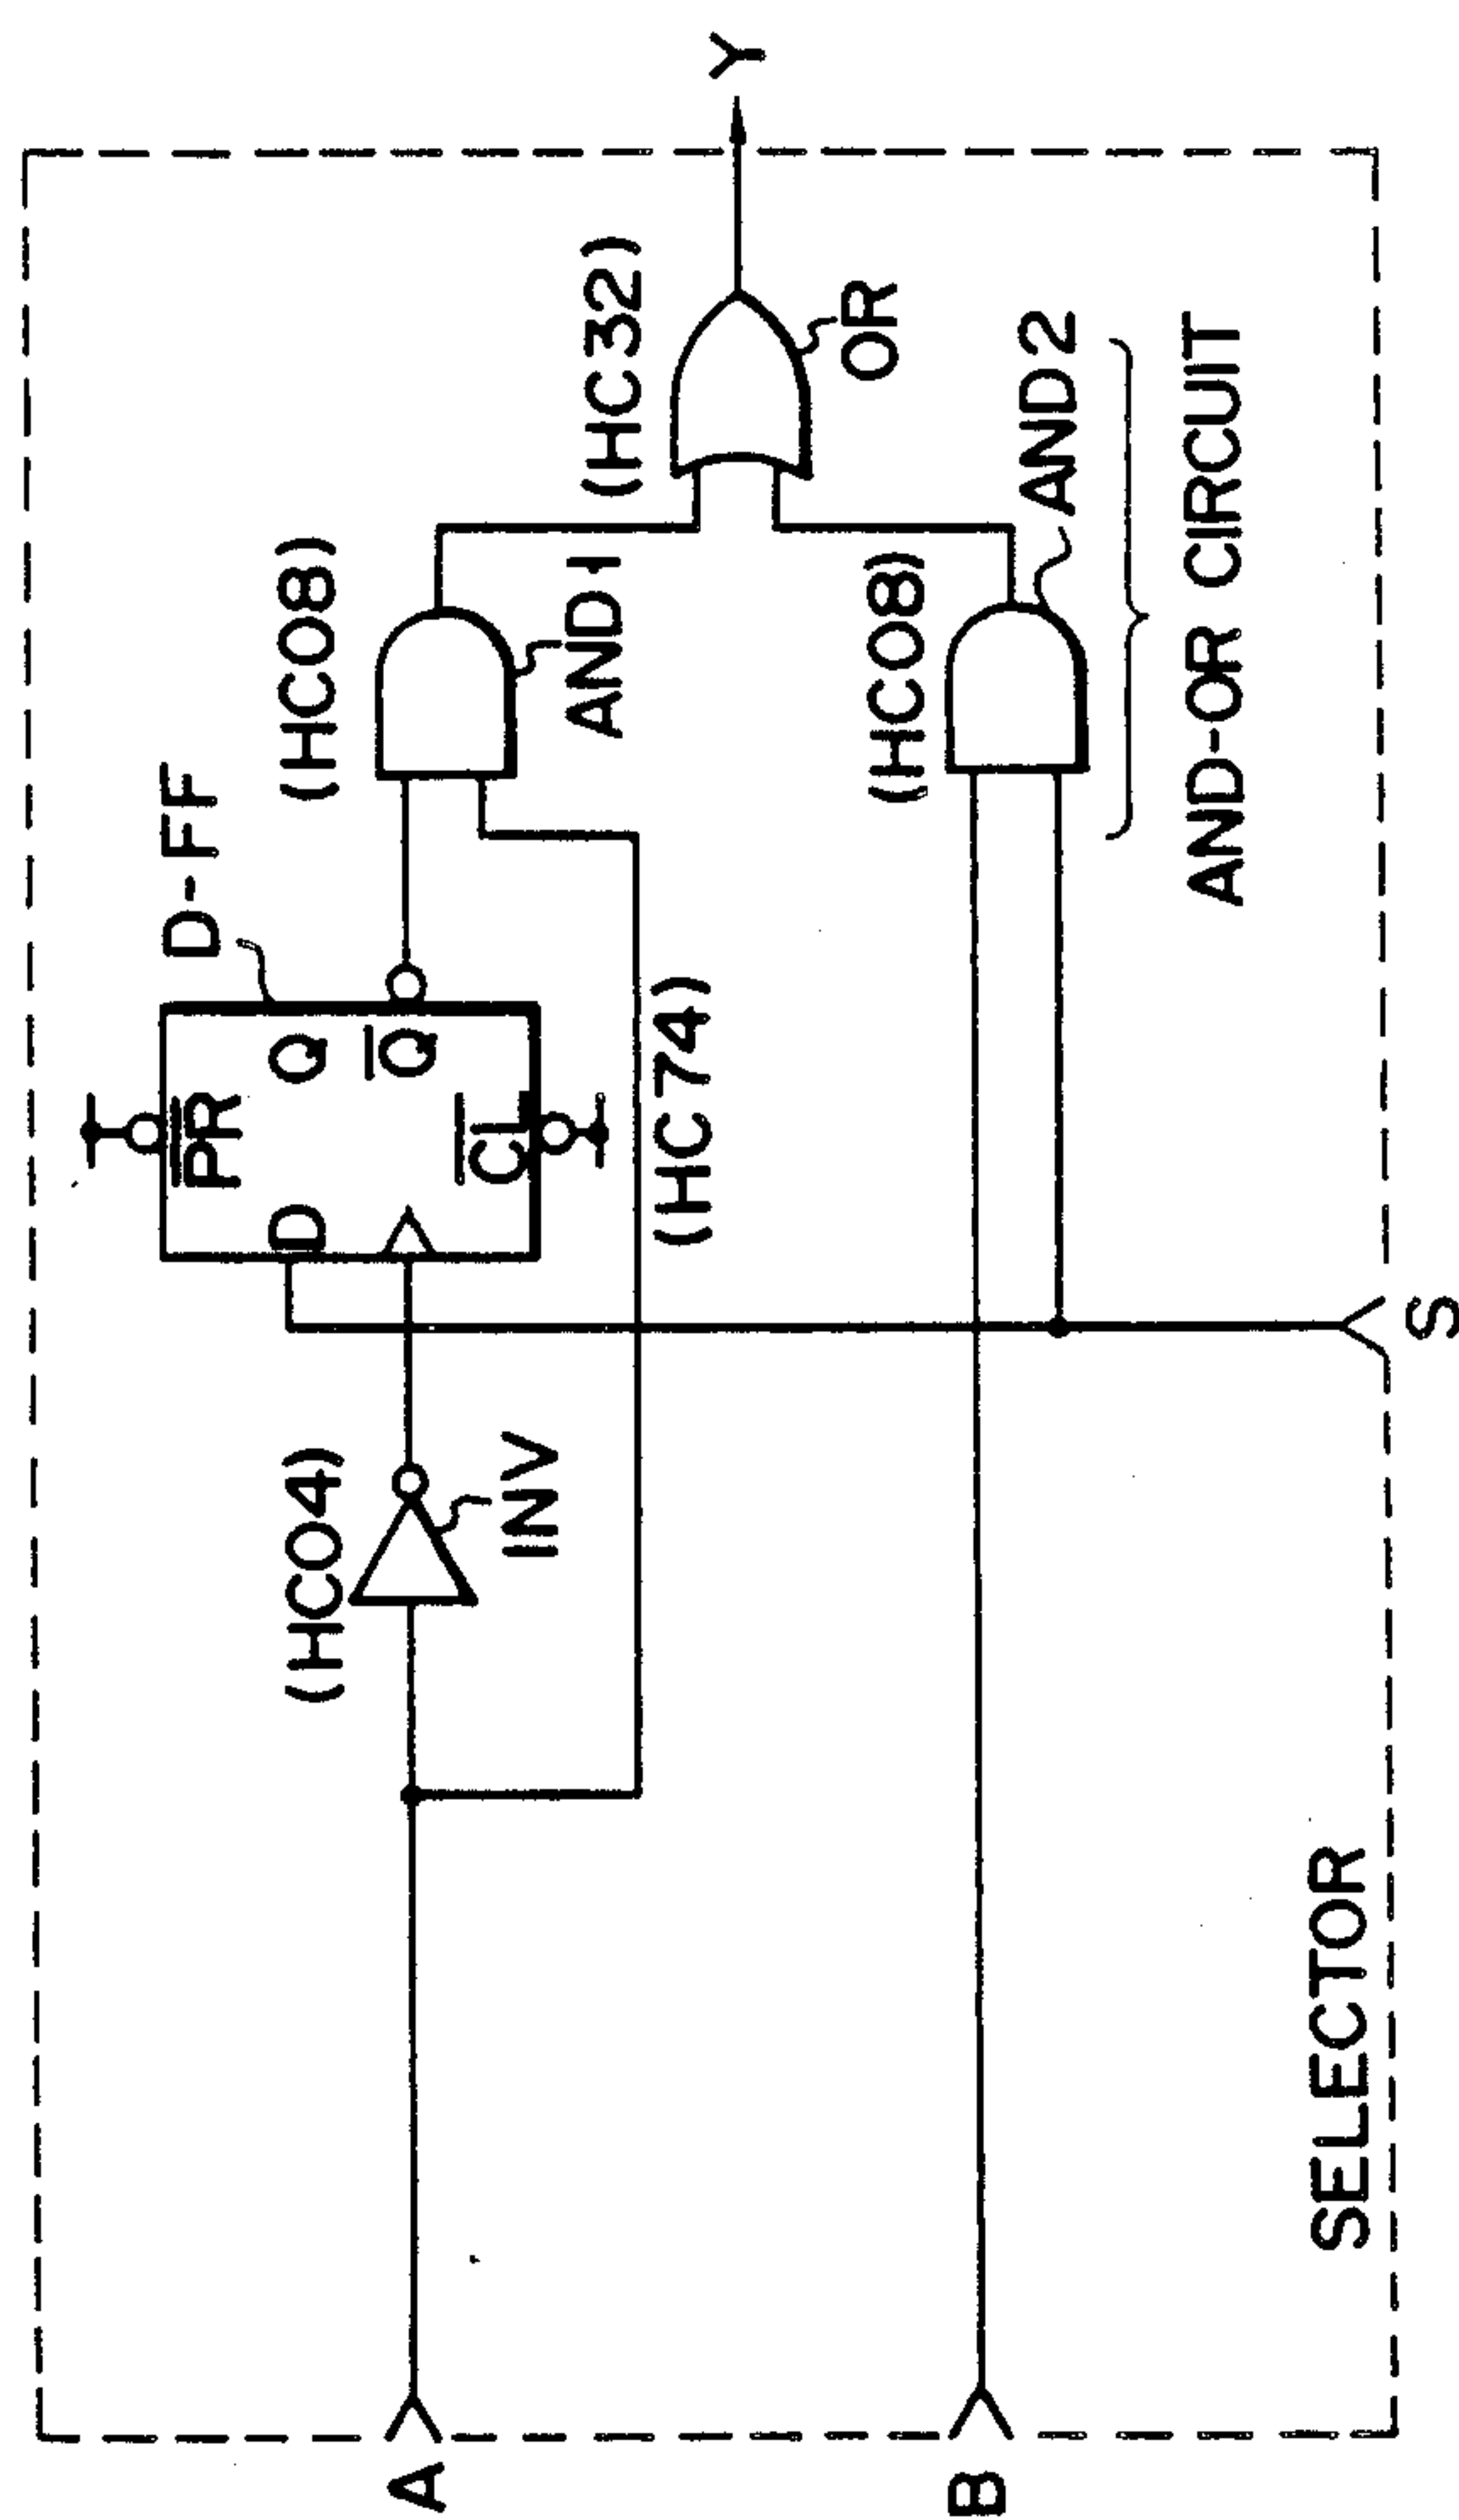 D-FF
(HC04)
INV
D
PR
Q
Q
CL
(HC74)
(HC08)
AND1
(HC32)
OR
Y
A
B
(HC08)
AND2
AND-OR CIRCUIT
SELECTOR
S